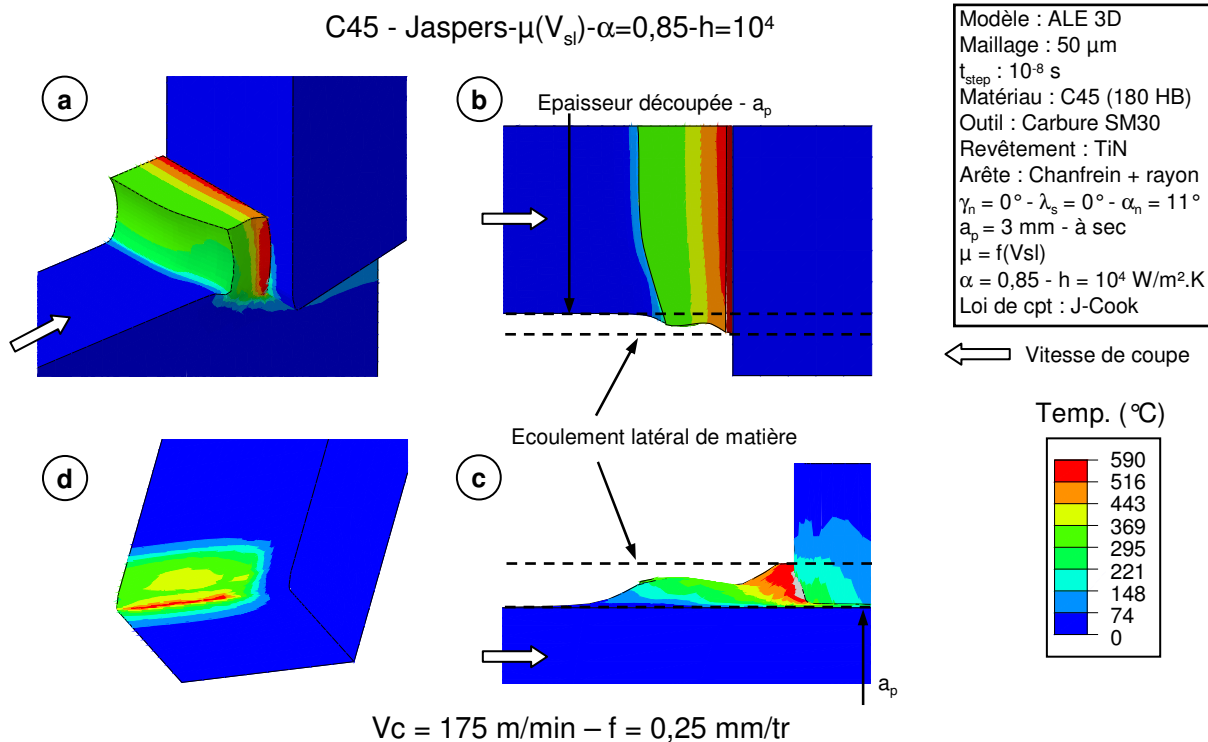 C45 - Jaspers-μ(Vsl)-α=0,85-h=10⁴
Modèle : ALE 3D
Maillage : 50 µm
tstep : 10⁻⁸ s
Matériau : C45 (180 HB)
Outil : Carbure SM30
Revêtement : TiN
Arête : Chanfrein + rayon
γn = 0° - λs = 0° - αn = 11°
ap = 3 mm - à sec
μ = f(Vsl)
α = 0,85 - h = 10⁴ W/m².K
Loi de cpt : J-Cook
Vitesse de coupe
a
b
Epaisseur découpée - ap
Ecoulement latéral de matière
d
c
ap
Temp. (°C)
590
516
443
369
295
221
148
74
0
Vc = 175 m/min – f = 0,25 mm/tr